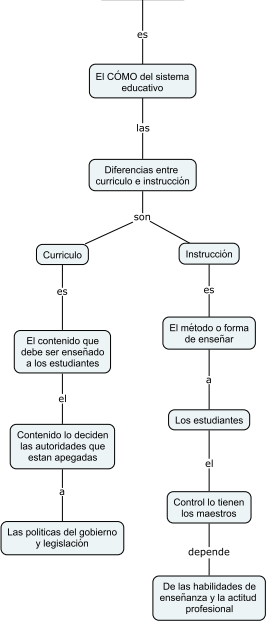 es
El CÓMO del sistema
educativo
las
Diferencias entre
curriculo e instrucción
son
Curriculo
es
El contenido que
debe ser enseñado
a los estudiantes
el
Contenido lo deciden
las autoridades que
estan apegadas
a
Las politicas del gobierno
y legislación
Instrucción
es
El método o forma
de enseñar
a
Los estudiantes
el
Control lo tienen
los maestros
depende
De las habilidades de
enseñanza y la actitud
profesional